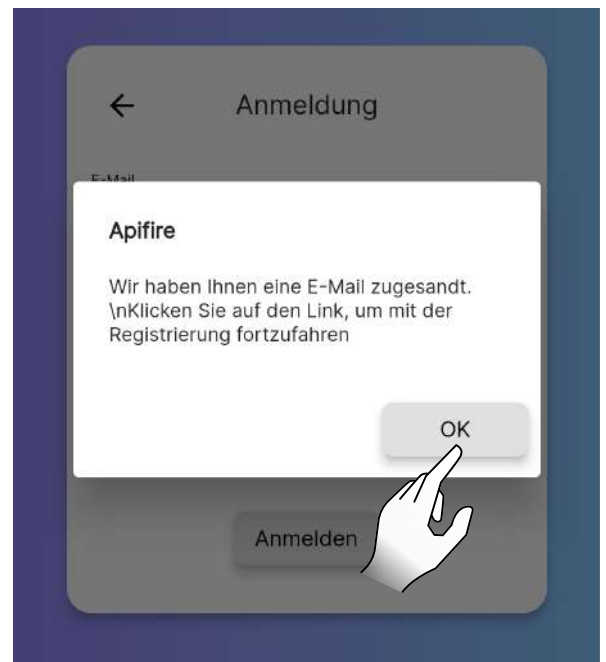 Anmeldung
E-Mail
Apifire
Wir haben Ihnen eine E-Mail zugesandt.
\nKlicken Sie auf den Link, um mit der
Registrierung fortzufahren
OK
Anmelden